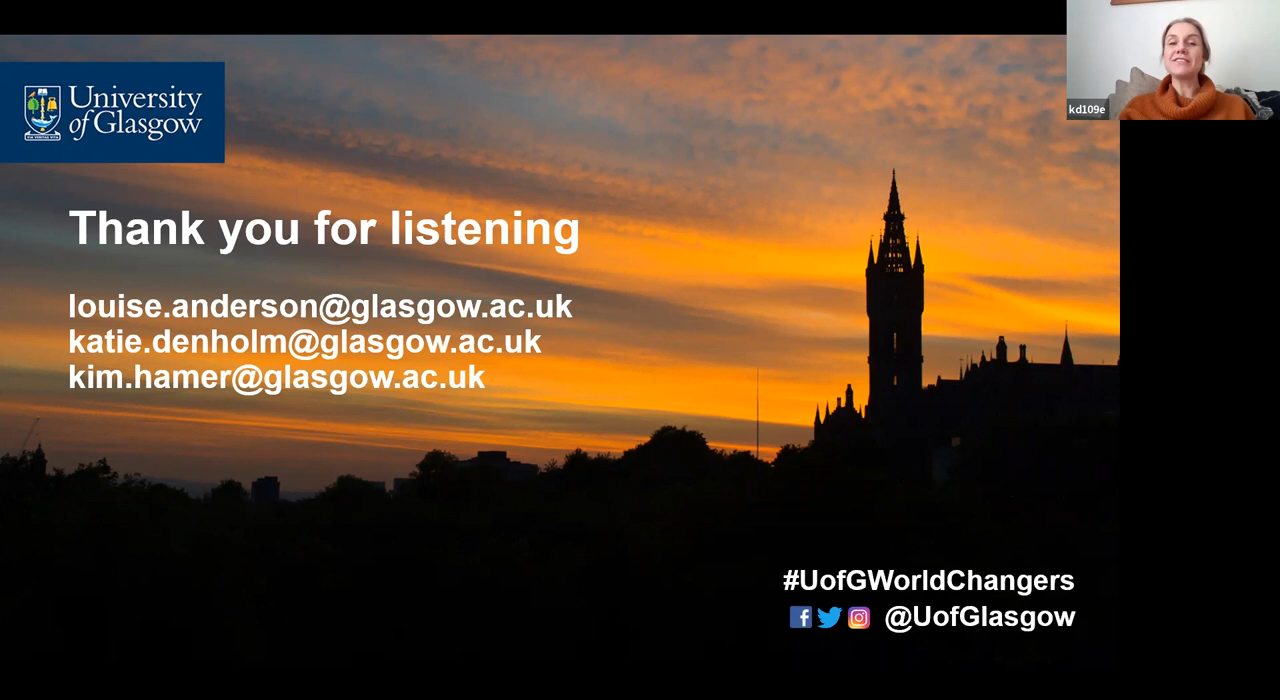 University
of Glasgow
kd109e
Thank you for listening
louise.anderson@glasgow.ac.uk
katie.denholm@glasgow.ac.uk
kim.hamer@glasgow.ac.uk
#UofGWorldChangers
@UofGlasgow